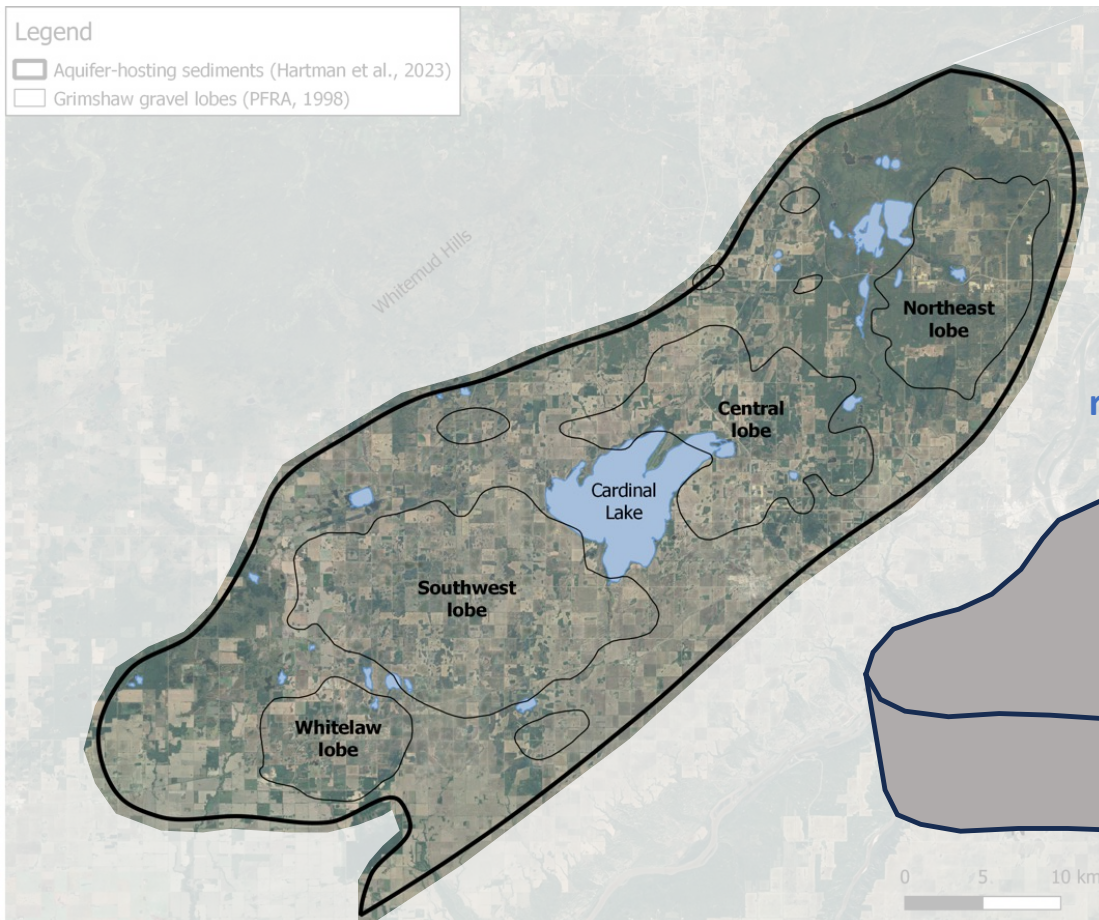 Legend
Aquifer-hosting sediments (Hartman et al., 2023)
Grimshaw gravel lobes (PFRA, 1998)
Whitemud Hills
Northeast
lobe
r
Central
lobe
Cardinal
Lake
Southwest
lobe
Whitelaw
lobe
0 5 10 km